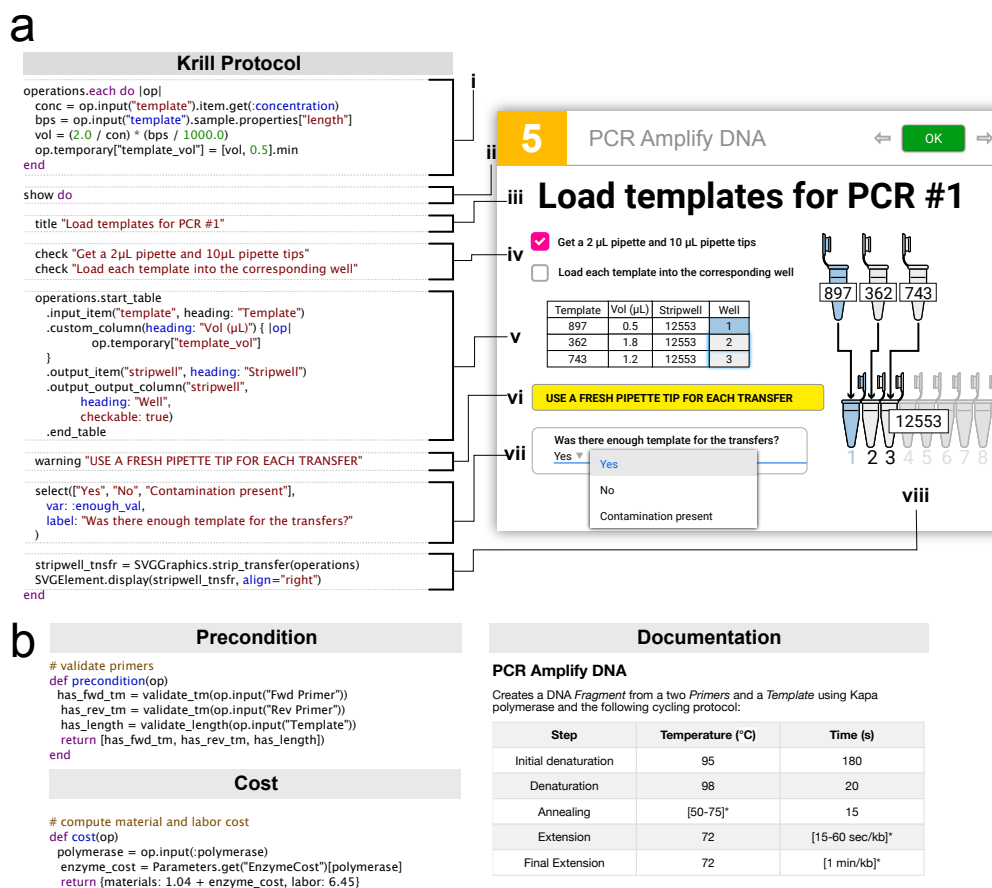 a
Krill Protocol
operations.each do |op|
conc = op.input("template").item.get(:concentration)
bps = op.input("template").sample.properties["length"]
vol = (2.0 / con) * (bps / 1000.0)
op.temporary["template_vol"] = [vol, 0.5].min
end
show do
title "Load templates for PCR #1"
check "Get a 2µL pipette and 10µL pipette tips"
check "Load each template into the corresponding well"
operations.start_table
.input_item("template", heading: "Template")
.custom_column(heading: "Vol (µL)") { |op|
op.temporary["template_vol"]
}
.output_item("stripwell", heading: "Stripwell")
.output_output_column("stripwell",
heading: "Well",
checkable: true)
.end_table
warning "USE A FRESH PIPETTE TIP FOR EACH TRANSFER"
select(["Yes", "No", "Contamination present"],
var: :enough_val,
label: "Was there enough template for the transfers?"
)
stripwell_tnsfr = SVGGraphics.strip_transfer(operations)
SVGElement.display(stripwell_tnsfr, align="right")
end
i
ii
iii
iv
v
vi
vii
viii
5 PCR Amplify DNA ⇦ OK ⇨
Load templates for PCR #1
Get a 2 µL pipette and 10 µL pipette tips
Load each template into the corresponding well
Template Vol (µL) Stripwell Well
897 0.5 12553 1
362 1.8 12553 2
743 1.2 12553 3
USE A FRESH PIPETTE TIP FOR EACH TRANSFER
Was there enough template for the transfers?
Yes
Yes
No
Contamination present
897 362 743
12553
1 2 3 4 5 6 7 8
b
Precondition
# validate primers
def precondition(op)
has_fwd_tm = validate_tm(op.input("Fwd Primer"))
has_rev_tm = validate_tm(op.input("Rev Primer"))
has_length = validate_length(op.input("Template"))
return [has_fwd_tm, has_rev_tm, has_length])
end
Cost
# compute material and labor cost
def cost(op)
polymerase = op.input(:polymerase)
enzyme_cost = Parameters.get("EnzymeCost")[polymerase]
return {materials: 1.04 + enzyme_cost, labor: 6.45}
Documentation
PCR Amplify DNA
Creates a DNA Fragment from a two Primers and a Template using Kapa
polymerase and the following cycling protocol:
Step Temperature (°C) Time (s)
Initial denaturation 95 180
Denaturation 98 20
Annealing [50-75]* 15
Extension 72 [15-60 sec/kb]*
Final Extension 72 [1 min/kb]*